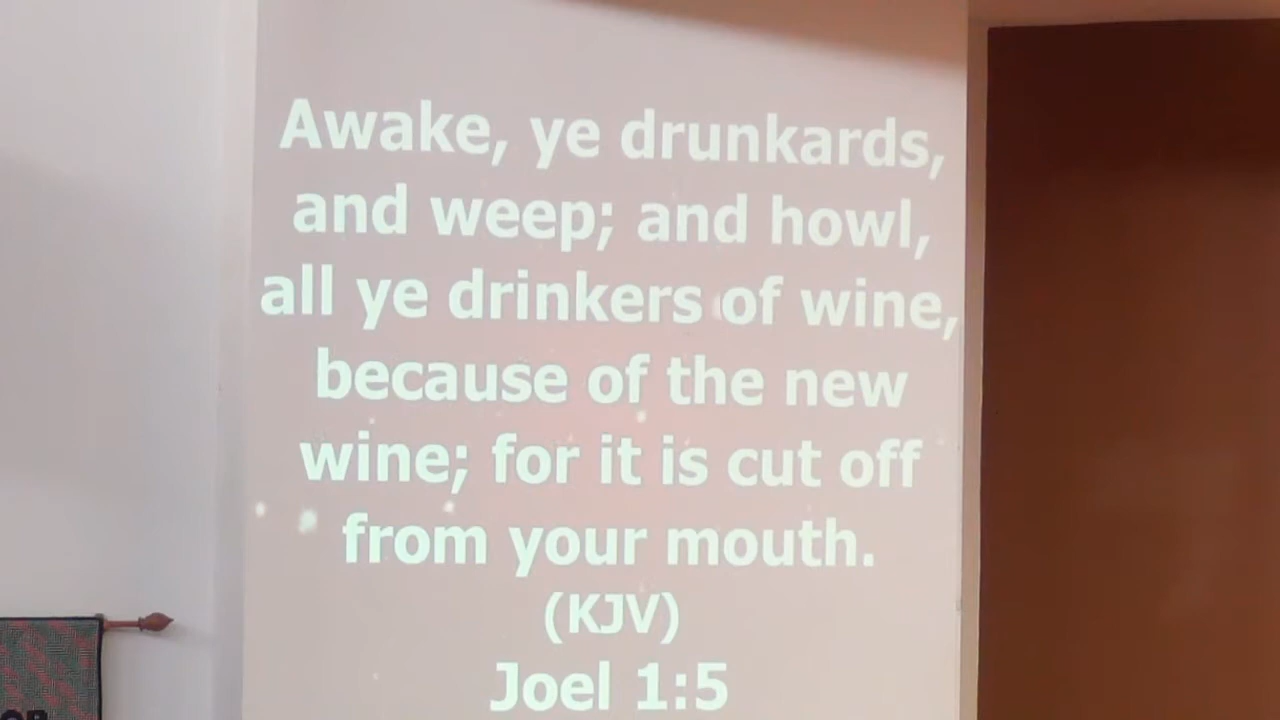 Awake, ye drunkards,
and weep; and howl,
all ye drinkers of wine,
because of the new
wine; for it is cut off
from your mouth.
(KJV)
Joel 1:5